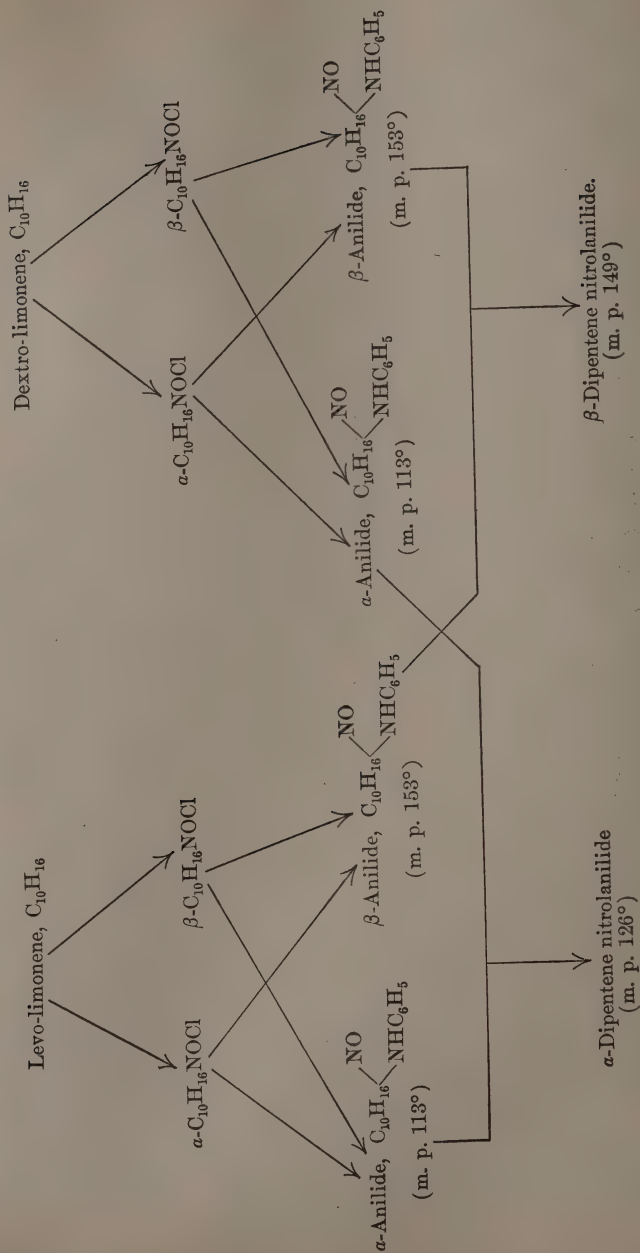 Levo-limonene, C₁₀H₁₆
Dextro-limonene, C₁₀H₁₆
α-C₁₀H₁₆NOCl
β-C₁₀H₁₆NOCl
α-C₁₀H₁₆NOCl
β-C₁₀H₁₆NOCl
NO
α-Anilide, C₁₀H₁₆
NHC₆H₅
(m. p. 113°)
NO
β-Anilide, C₁₀H₁₆
NHC₆H₅
(m. p. 153°)
NO
α-Anilide, C₁₀H₁₆
NHC₆H₅
(m. p. 113°)
NO
β-Anilide, C₁₀H₁₆
NHC₆H₅
(m. p. 153°)
α-Dipentene nitrolanilide
(m. p. 126°)
β-Dipentene nitrolanilide.
(m. p. 149°)